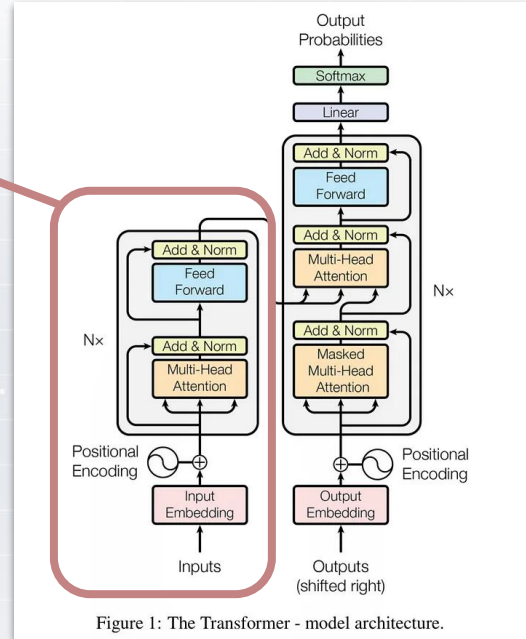 Output
Probabilities
Softmax
Linear
Add & Norm
Feed
Forward
Add & Norm
Multi-Head
Attention
Nx
Add & Norm
Masked
Multi-Head
Attention
Positional
Encoding
Output
Embedding
Outputs
(shifted right)
Add & Norm
Feed
Forward
Nx
Add & Norm
Multi-Head
Attention
Positional
Encoding
Input
Embedding
Inputs
Figure 1: The Transformer - model architecture.